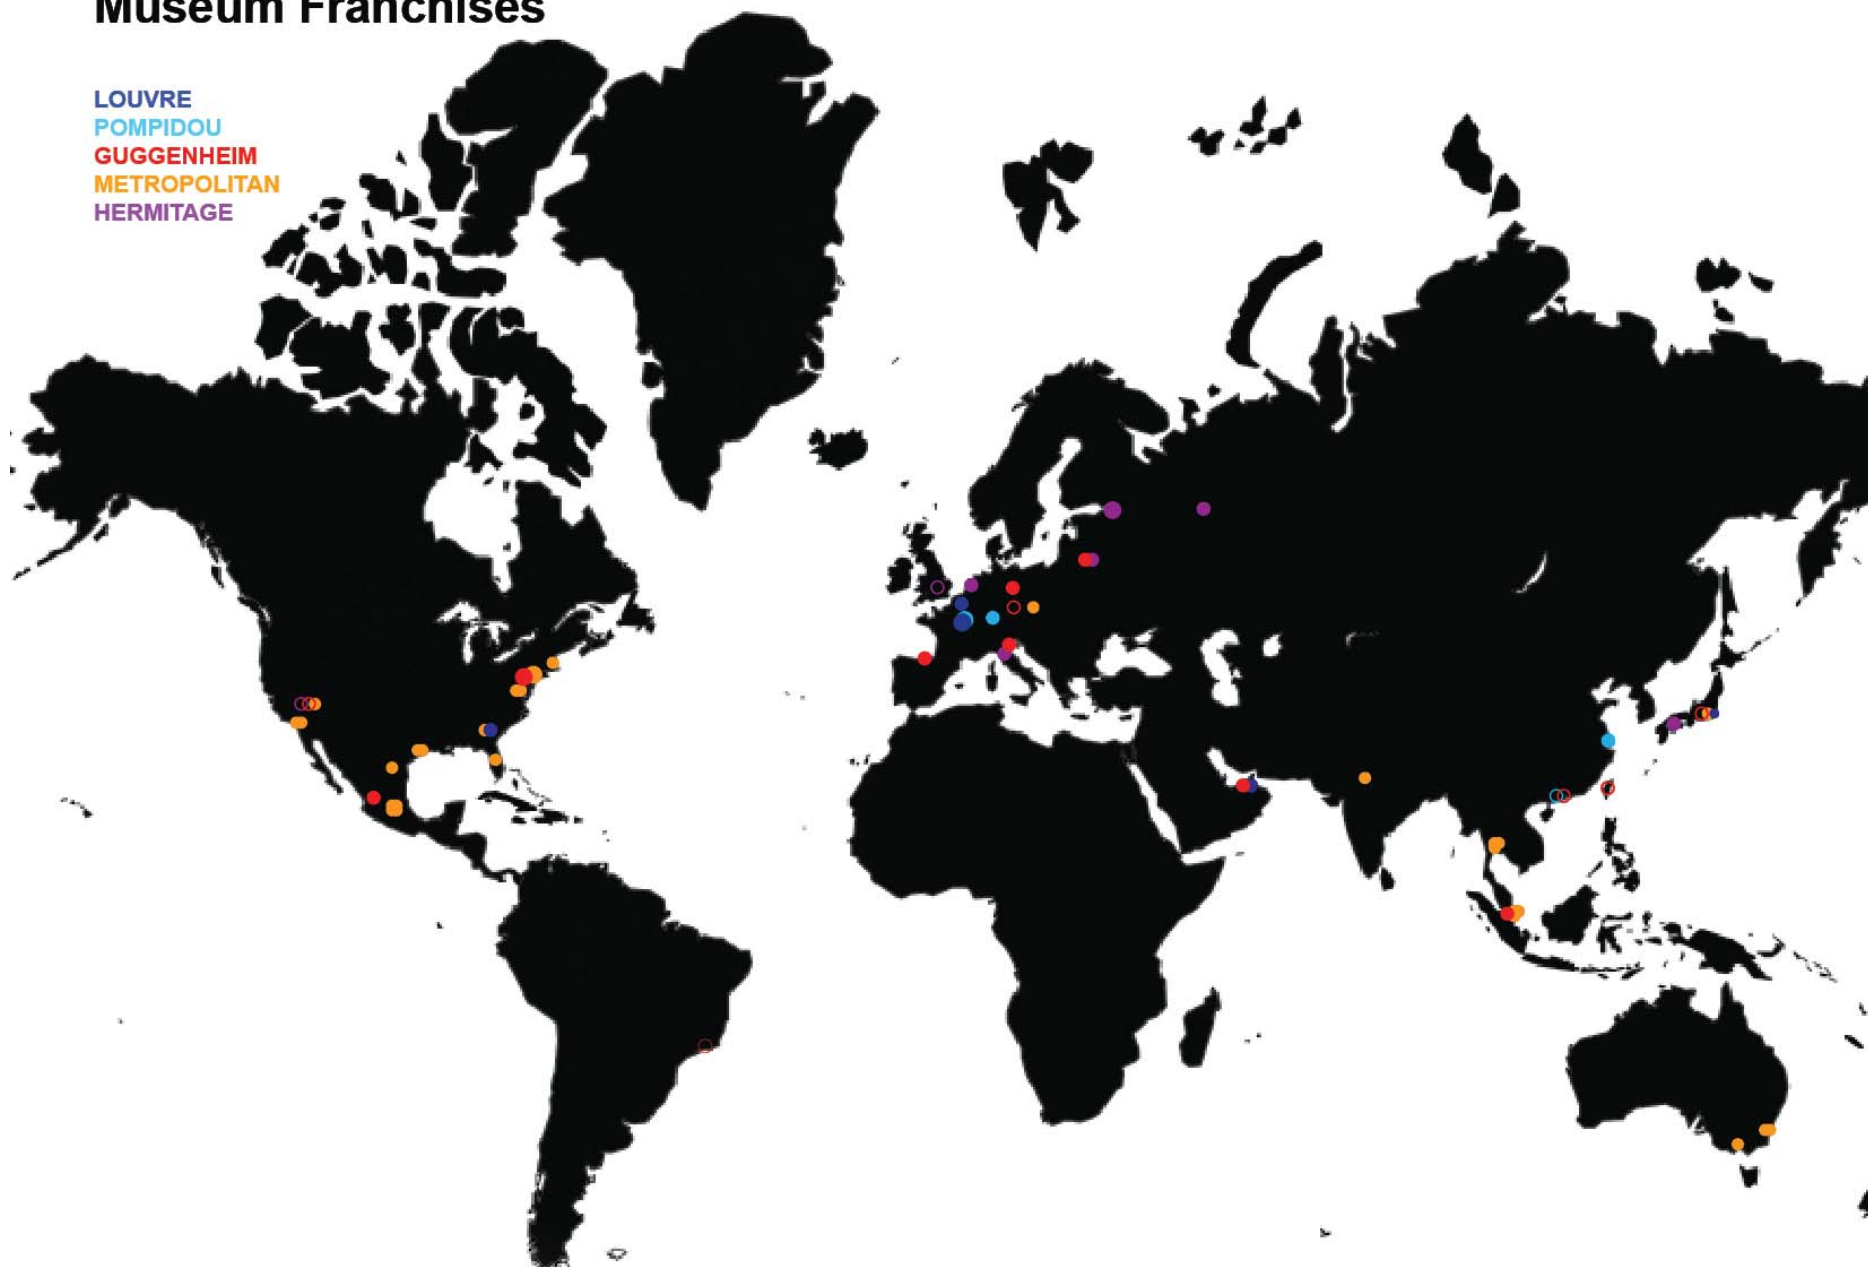 Museum Franchises
LOUVRE
POMPIDOU
GUGGENHEIM
METROPOLITAN
HERMITAGE